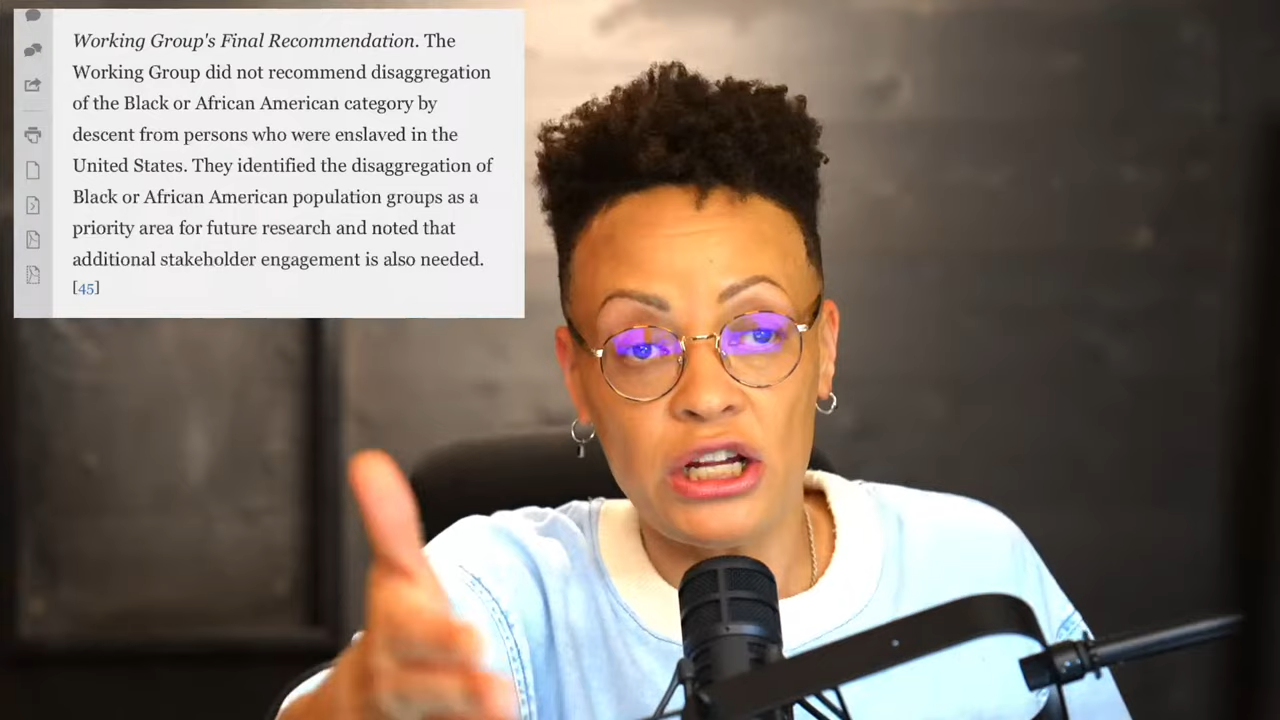 Working Group's Final Recommendation. The
Working Group did not recommend disaggregation
of the Black or African American category by
descent from persons who were enslaved in the
United States. They identified the disaggregation of
Black or African American population groups as a
priority area for future research and noted that
additional stakeholder engagement is also needed.
[45]